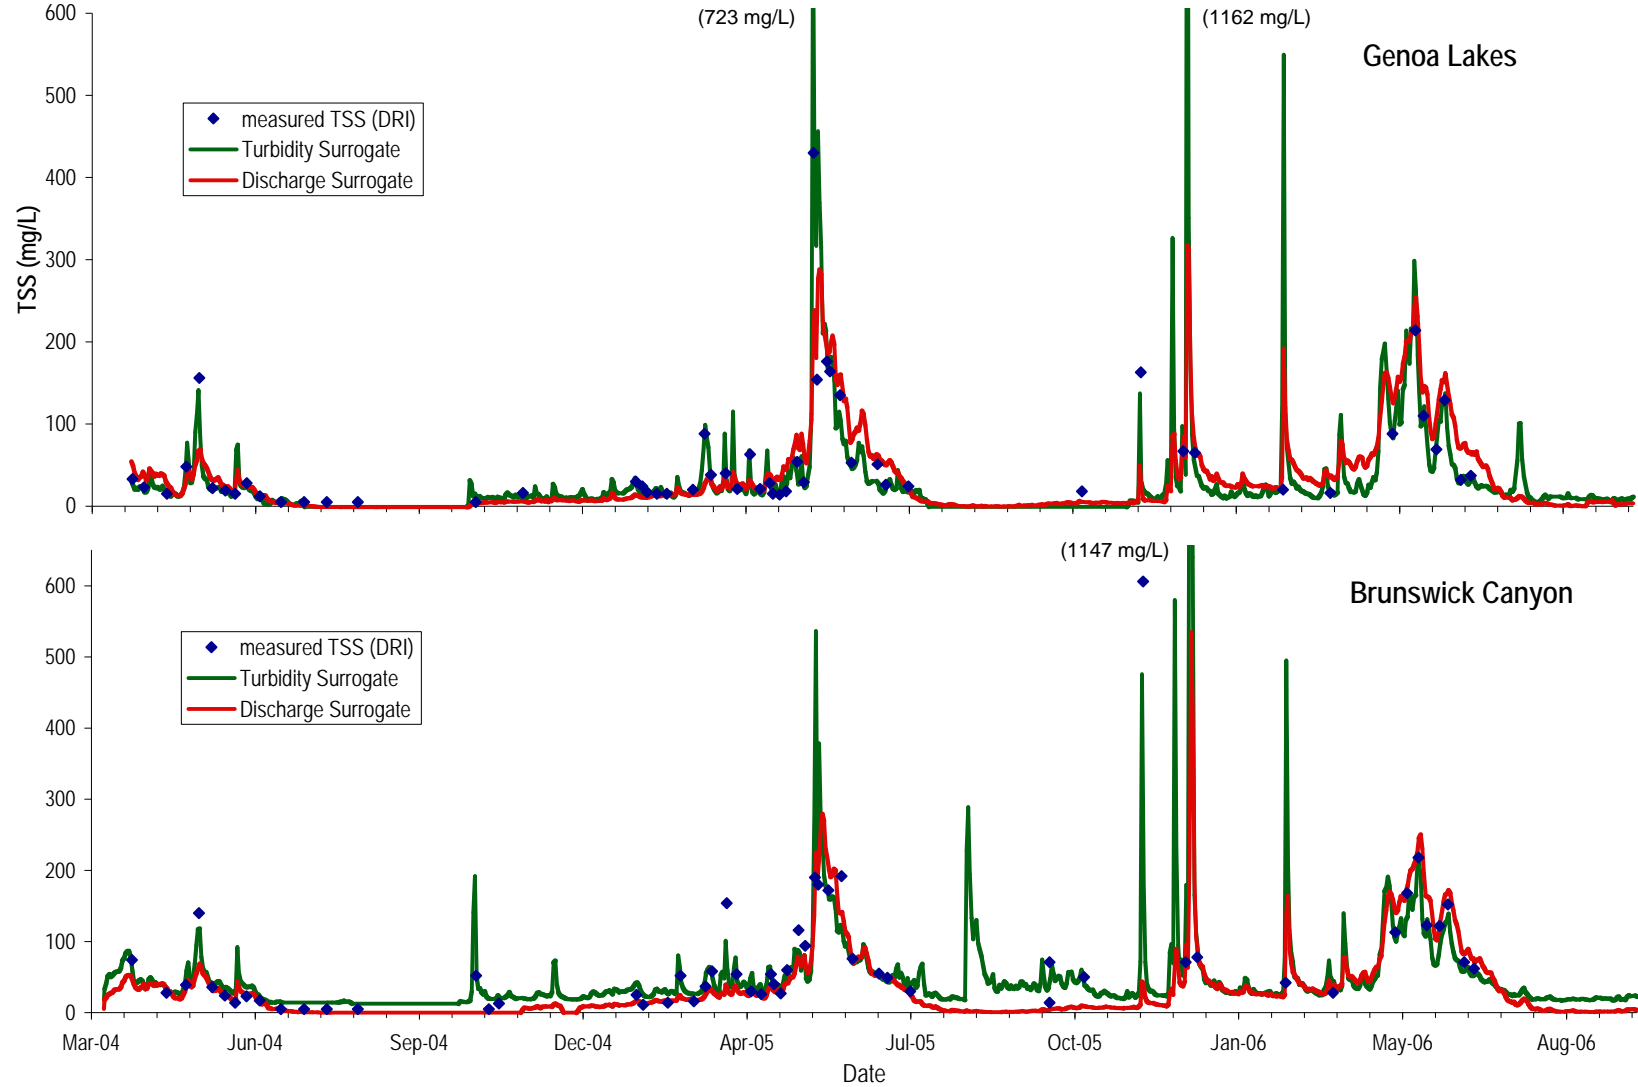 600
(723 mg/L)
(1162 mg/L)
Genoa Lakes
500
measured TSS (DRI)
Turbidity Surrogate
Discharge Surrogate
400
TSS (mg/L)
300
200
100
0
(1147 mg/L)
600
Brunswick Canyon
measured TSS (DRI)
Turbidity Surrogate
Discharge Surrogate
500
400
300
200
100
0
Mar-04 Jun-04 Sep-04 Dec-04 Apr-05 Jul-05 Oct-05 Jan-06 May-06 Aug-06
Date